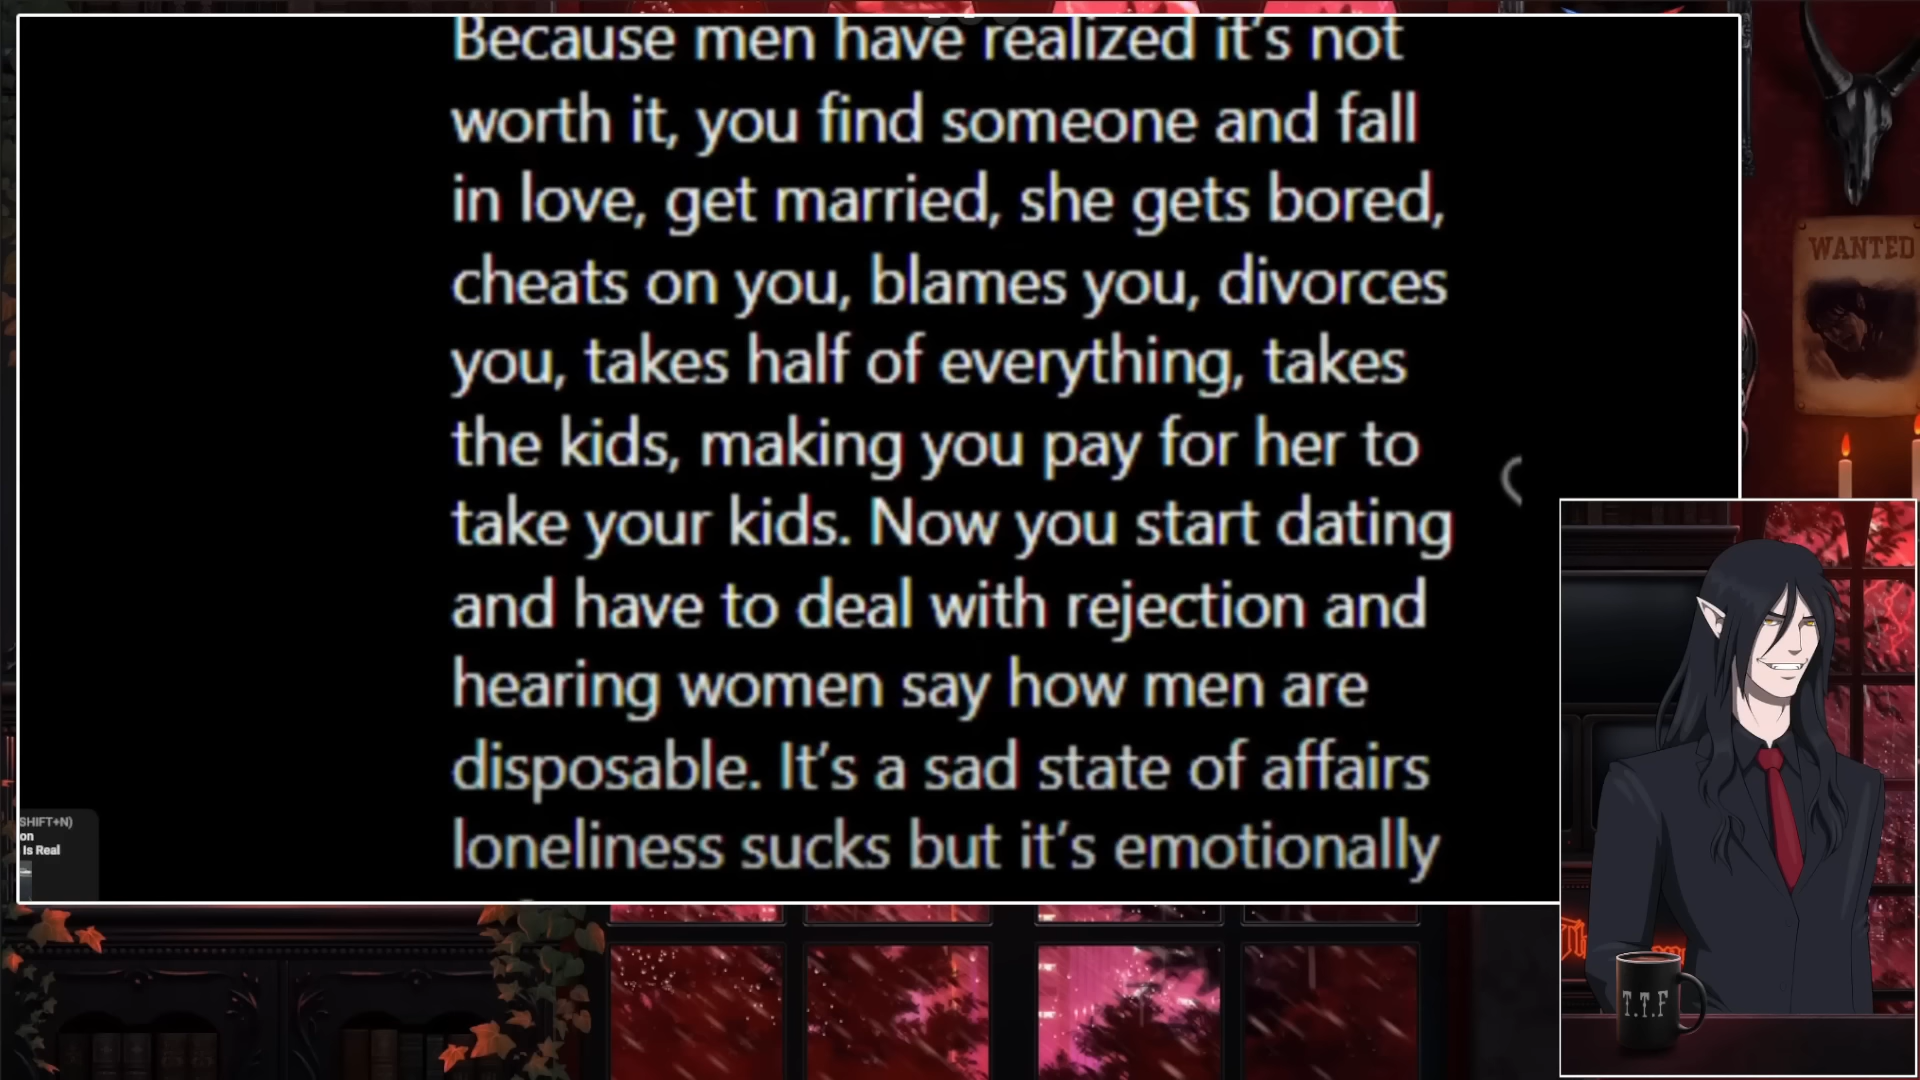 Because men have realized it's not
worth it, you find someone and fall
in love, get married, she gets bored,
cheats on you, blames you, divorces
you, takes half of everything, takes
the kids, making you pay for her to
take your kids. Now you start dating
and have to deal with rejection and
hearing women say how men are
disposable. It's a sad state of affairs
loneliness sucks but it's emotionally
SHIFT+N)
on
Is Real
WANTED
T.T.F